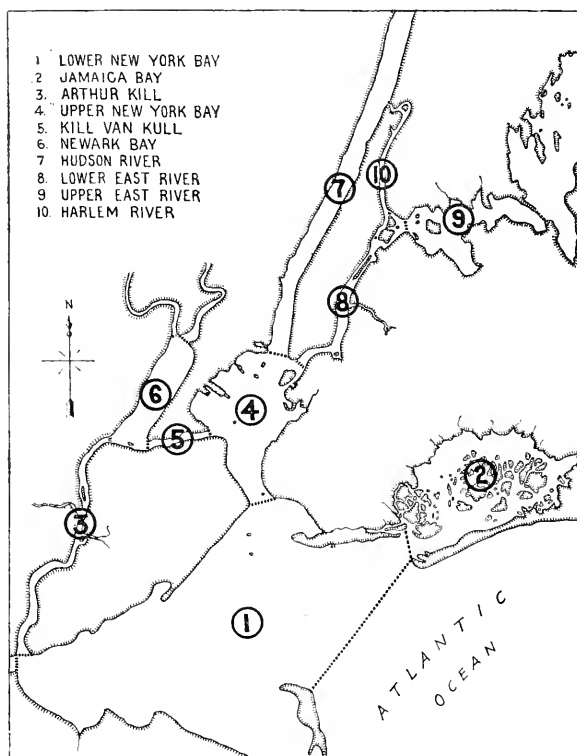 1 LOWER NEW YORK BAY
2 JAMAICA BAY
3. ARTHUR KILL
4. UPPER NEW YORK BAY
5. KILL VAN KULL
6. NEWARK BAY
7 HUDSON RIVER
8. LOWER EAST RIVER
9 UPPER EAST RIVER
10. HARLEM RIVER
7
10
9
N
8
6
4
5
2
3
1
ATLANTIC
OCEAN